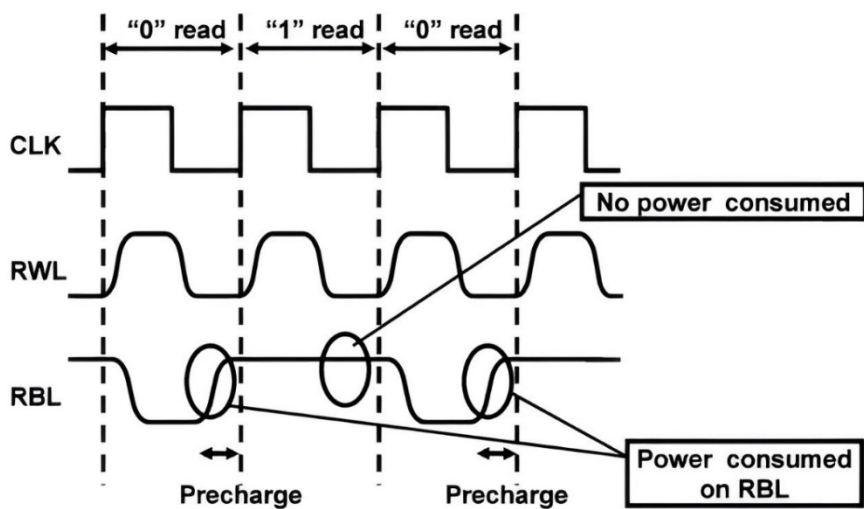 “0” read “1” read “0” read
CLK
No power consumed
RWL
RBL
Precharge Precharge
Power consumed
on RBL